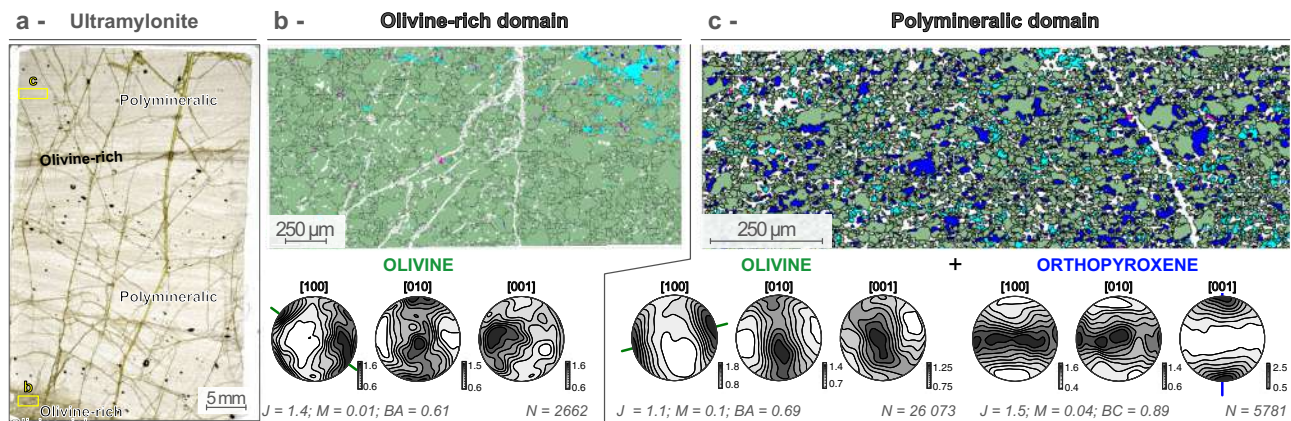 a - Ultramylonite
b - Olivine-rich domain
c - Polymineralic domain
c
Polymineralic
Olivine-rich
Polymineralic
b
Olivine-rich
5 mm
250 µm
250 µm
OLIVINE
[100] [010] [001]
1.6
0.6
1.5
0.6
1.6
0.6
J = 1.4; M = 0.01; BA = 0.61 N = 2662
OLIVINE + ORTHOPYROXENE
[100] [010] [001] [100] [010] [001]
1.8
0.8
1.4
0.7
1.25
0.75
1.6
0.4
1.4
0.6
2.5
0.5
J = 1.1; M = 0.1; BA = 0.69 N = 26 073 J = 1.5; M = 0.04; BC = 0.89 N = 5781